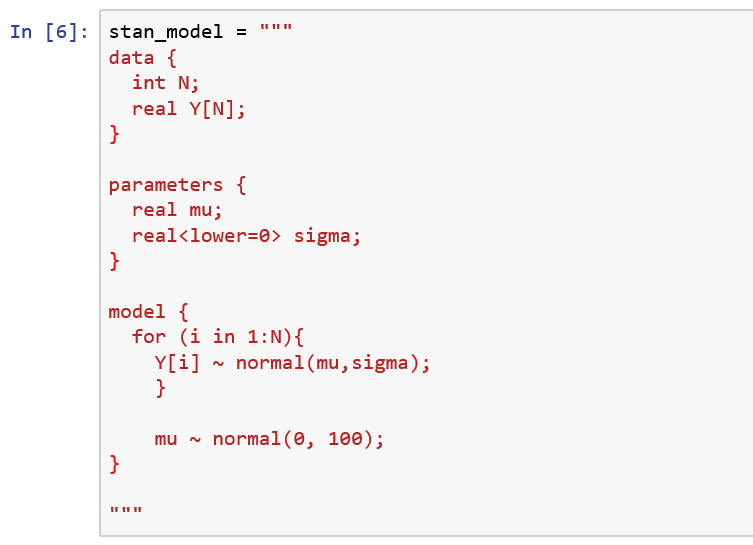 In [6]: stan_model = """
data {
  int N;
  real Y[N];
}

parameters {
  real mu;
  real<lower=0> sigma;
}

model {
  for (i in 1:N){
    Y[i] ~ normal(mu,sigma);
    }

    mu ~ normal(0, 100);
}

"""